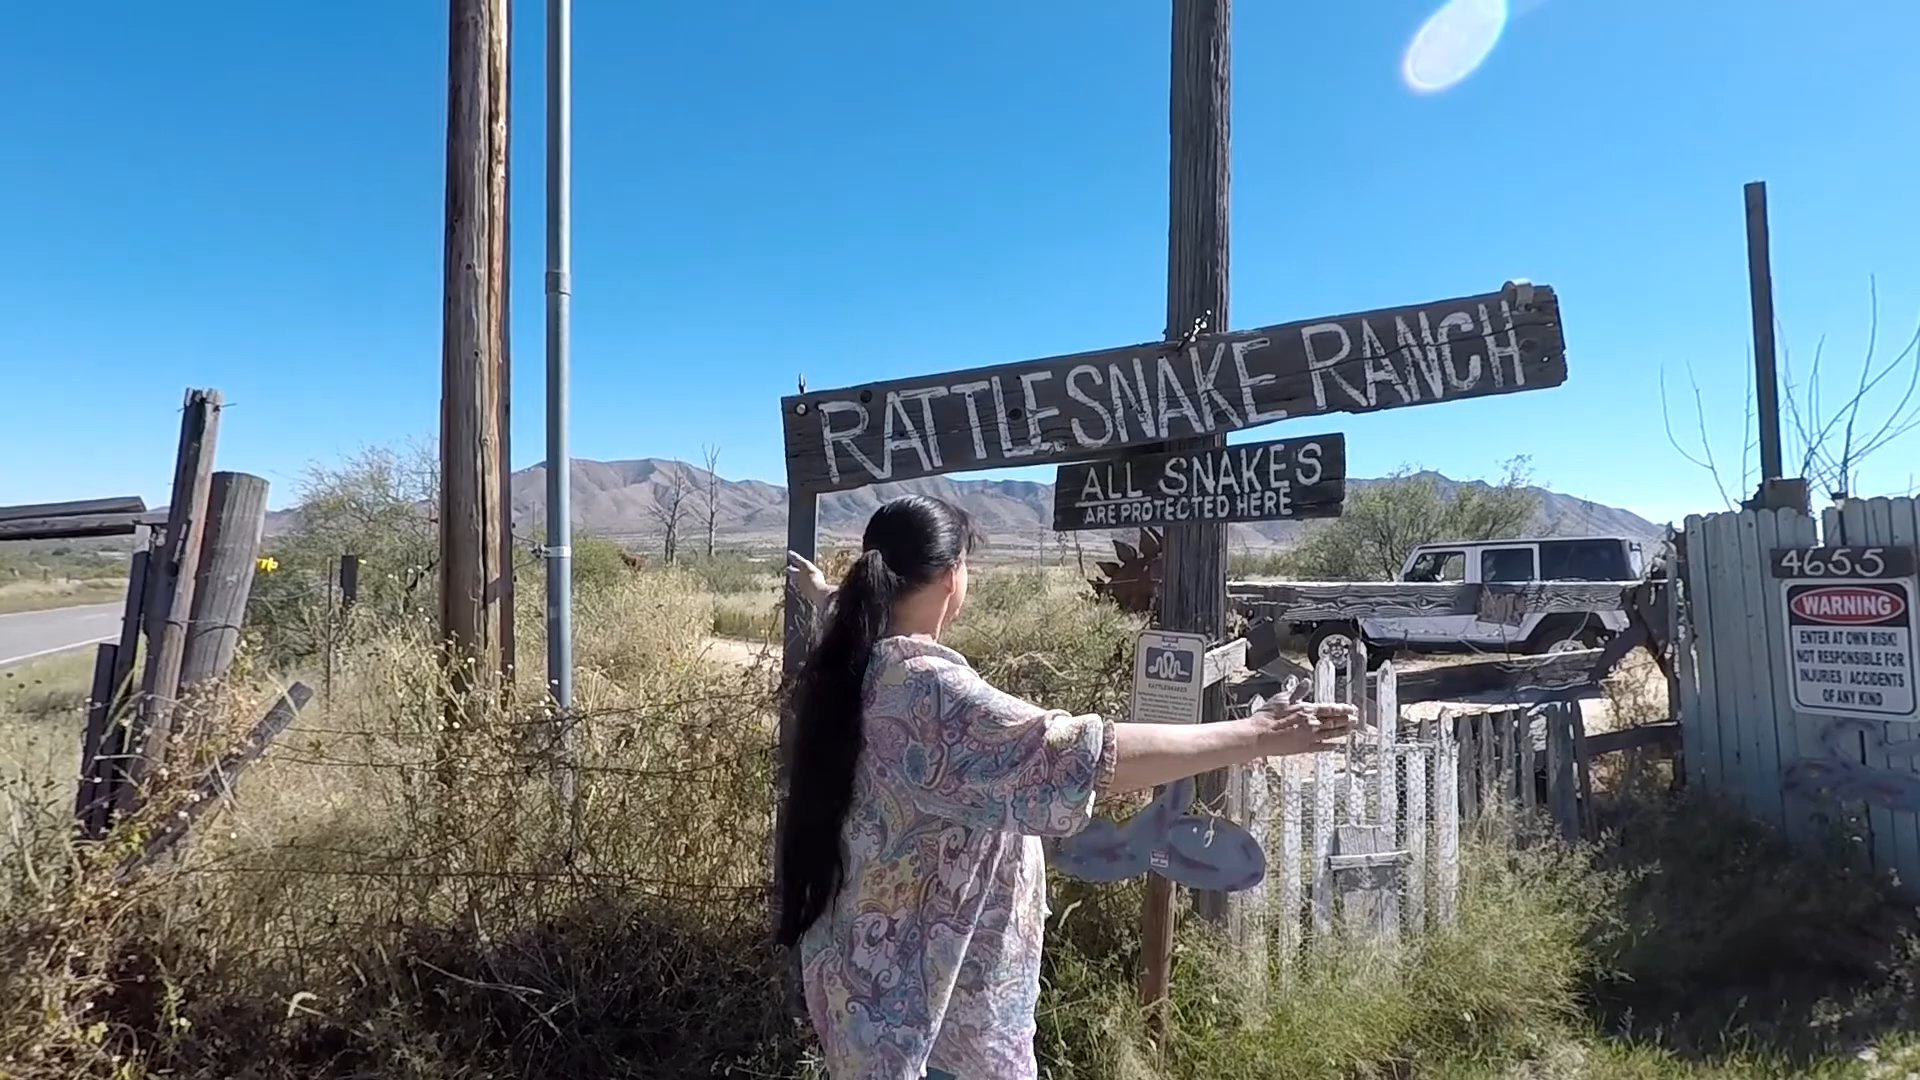 RATTLESNAKE RANCH
ALL SNAKES
ARE PROTECTED HERE
RATTLESNAKES
4655
WARNING
ENTER AT OWN RISK!
NOT RESPONSIBLE FOR
INJURIES / ACCIDENTS
OF ANY KIND